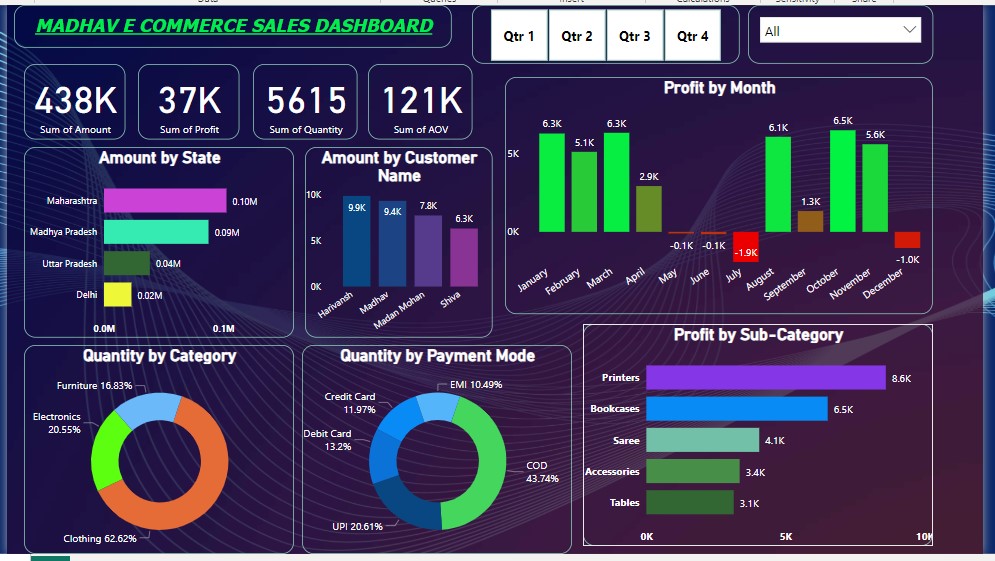 MADHAV E COMMERCE SALES DASHBOARD
Qtr 1
Qtr 2
Qtr 3
Qtr 4
All
438K
Sum of Amount
37K
Sum of Profit
5615
Sum of Quantity
121K
Sum of AOV
Profit by Month
5K
0K
6.3K
5.1K
6.3K
2.9K
-0.1K
-0.1K
-1.9K
6.1K
1.3K
6.5K
5.6K
-1.0K
January
February
March
April
May
June
July
August
September
October
November
December
Amount by State
Maharashtra
0.10M
Madhya Pradesh
0.09M
Uttar Pradesh
0.04M
Delhi
0.02M
0.0M
0.1M
Amount by Customer
Name
10K
5K
0K
9.9K
9.4K
7.8K
6.3K
Harivansh
Madhav
Madan Mohan
Shiva
Quantity by Category
Furniture 16.83%
Electronics
20.55%
Clothing 62.62%
Quantity by Payment Mode
EMI 10.49%
Credit Card
11.97%
Debit Card
13.2%
UPI 20.61%
COD
43.74%
Profit by Sub-Category
Printers
8.6K
Bookcases
6.5K
Saree
4.1K
Accessories
3.4K
Tables
3.1K
0K
5K
10K